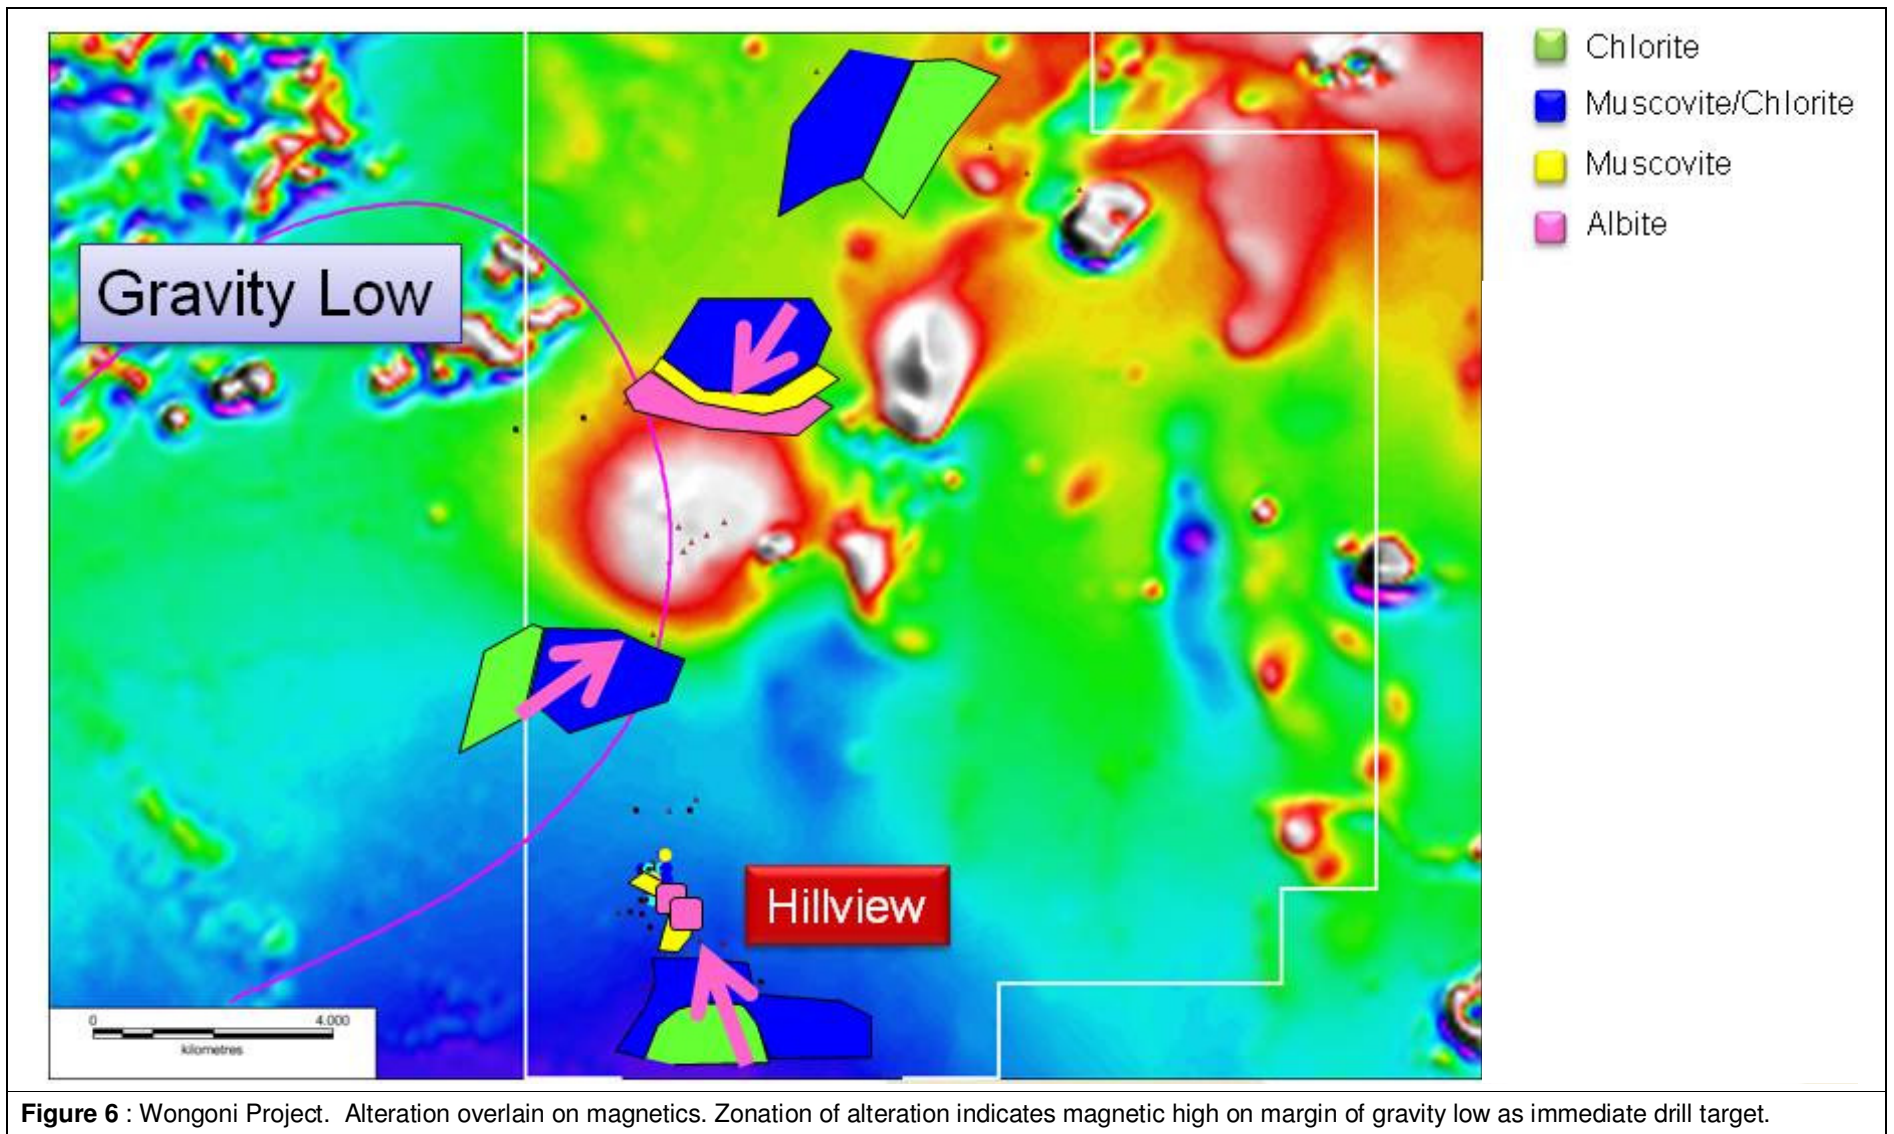 Chlorite
Muscovite/Chlorite
Muscovite
Albite
Gravity Low
Hillview
0 4.000
kilometres
Figure 6 : Wongoni Project. Alteration overlain on magnetics. Zonation of alteration indicates magnetic high on margin of gravity low as immediate drill target.